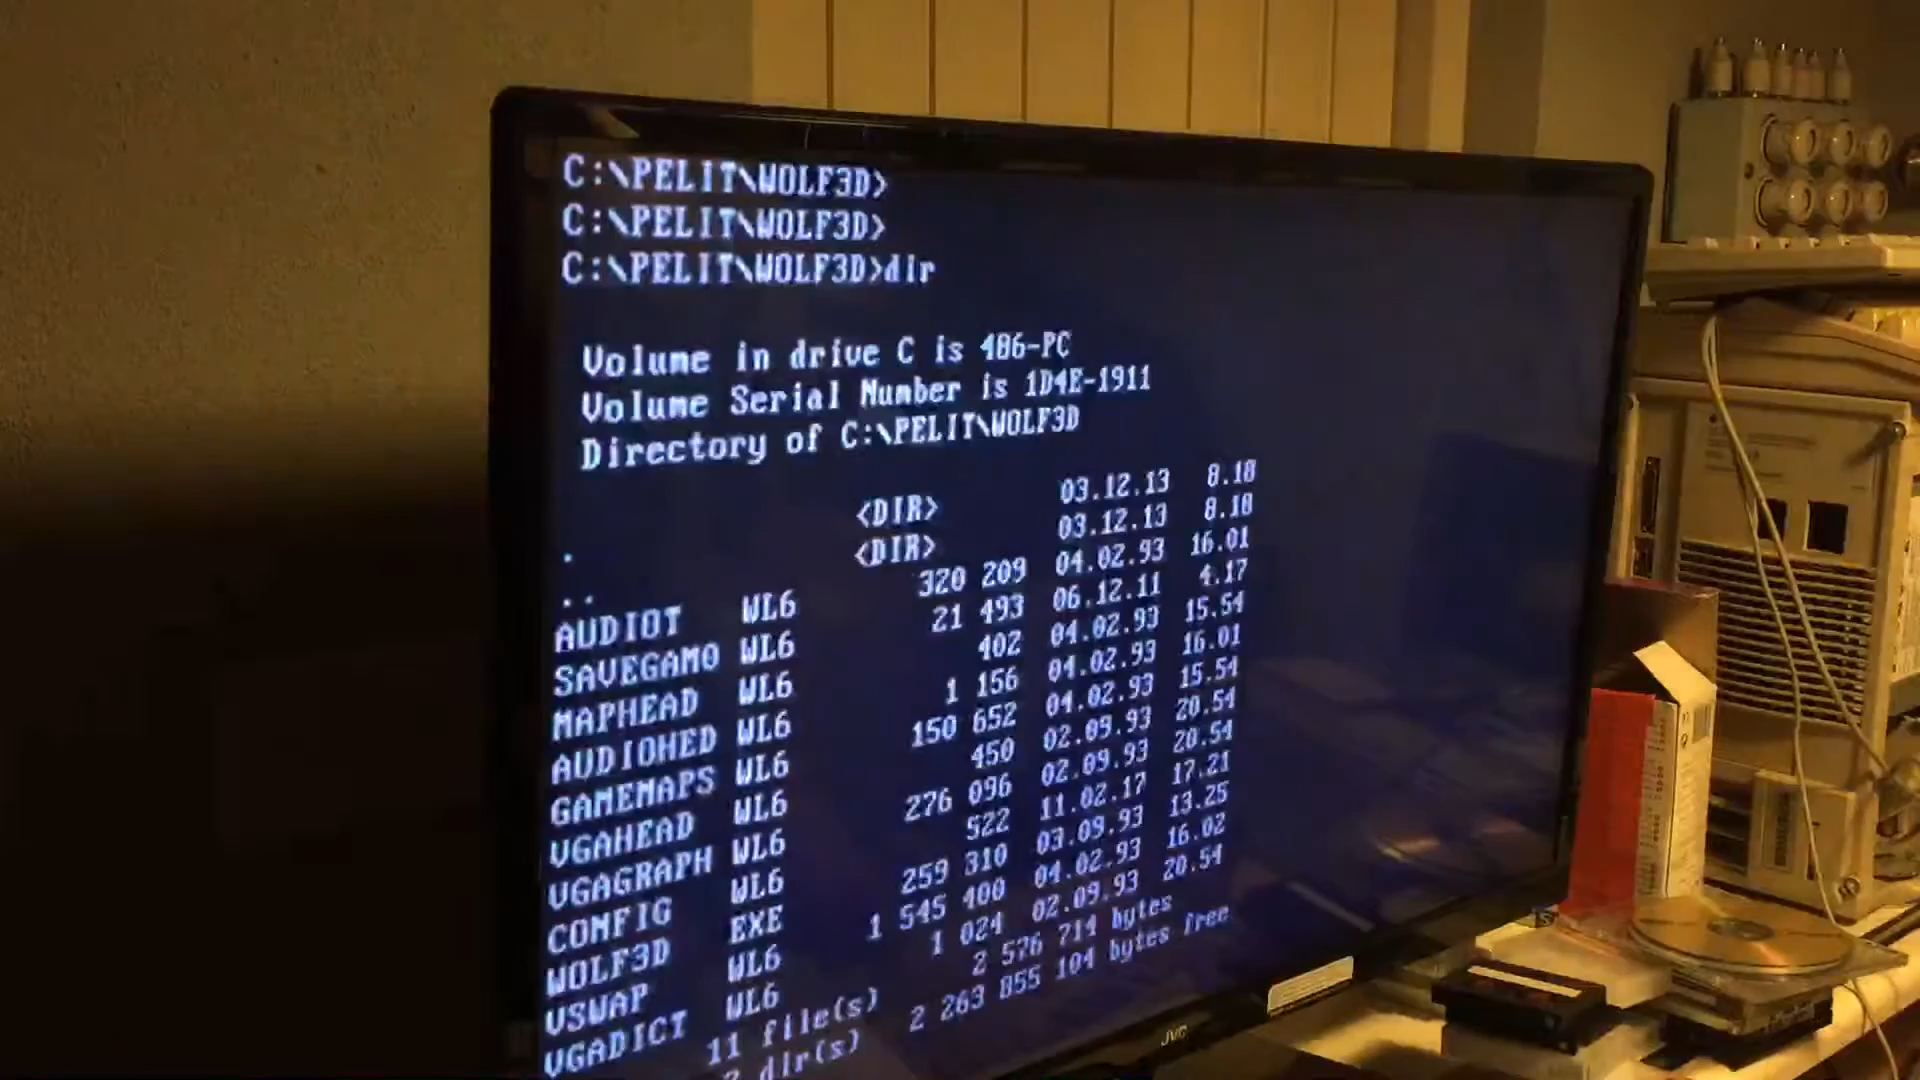 C:\PELIT\WOLF3D>
C:\PELIT\WOLF3D>
C:\PELIT\WOLF3D>dir
Volume in drive C is 486-PC
Volume Serial Number is 1D4E-1911
Directory of C:\PELIT\WOLF3D
. <DIR> 03.12.13 8.18
.. <DIR> 03.12.13 8.18
AUDIOT WL6 320 209 04.02.93 16.01
SAVEGAM0 WL6 21 493 06.12.11 4.17
MAPHEAD WL6 402 04.02.93 15.54
AUDIOHED WL6 1 156 04.02.93 16.01
GAMEMAPS WL6 150 652 04.02.93 15.54
VGAHEAD WL6 450 02.09.93 20.54
VGAGRAPH WL6 276 096 02.09.93 20.54
CONFIG WL6 522 11.02.17 17.21
WOLF3D EXE 259 310 03.09.93 13.25
VSWAP WL6 1 545 400 04.02.93 16.02
VGADICT WL6 1 024 02.09.93 20.54
11 file(s) 2 576 714 bytes
2 dir(s) 2 263 855 104 bytes free
JVC